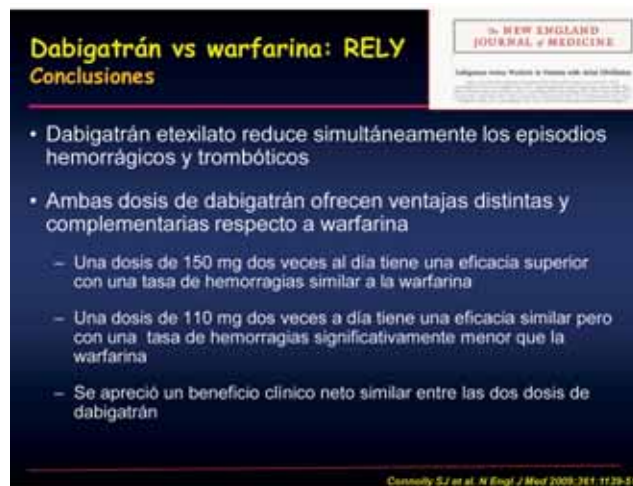 Dabigatrán vs warfarina: RELY
Conclusiones
The NEW ENGLAND
JOURNAL of MEDICINE
• Dabigatrán etexilato reduce simultáneamente los episodios
hemorrágicos y trombóticos
• Ambas dosis de dabigatrán ofrecen ventajas distintas y
complementarias respecto a warfarina
– Una dosis de 150 mg dos veces al día tiene una eficacia superior
con una tasa de hemorragias similar a la warfarina
– Una dosis de 110 mg dos veces a día tiene una eficacia similar pero
con una tasa de hemorragias significativamente menor que la
warfarina
– Se apreció un beneficio clínico neto similar entre las dos dosis de
dabigatrán
Connolly SJ et al. N Engl J Med 2009;361:1139-5